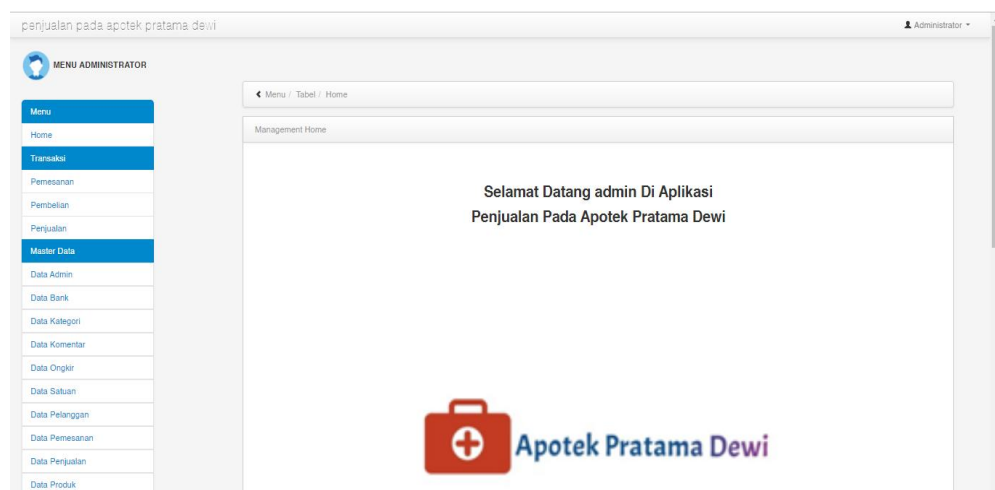 penjualan pada apotek pratama dewi
Administrator
MENU ADMINISTRATOR
Menu
Home
Transaksi
Pemesanan
Pembelian
Penjualan
Master Data
Data Admin
Data Bank
Data Kategori
Data Komentar
Data Ongkir
Data Satuan
Data Pelanggan
Data Pemesanan
Data Penjualan
Data Produk
Menu / Tabel / Home
Management Home
Selamat Datang admin Di Aplikasi
Penjualan Pada Apotek Pratama Dewi
Apotek Pratama Dewi